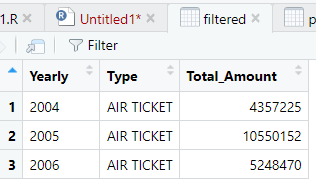 1.R Untitled1* filtered p
Filter
Yearly Type Total_Amount
1 2004 AIR TICKET 4357225
2 2005 AIR TICKET 10550152
3 2006 AIR TICKET 5248470